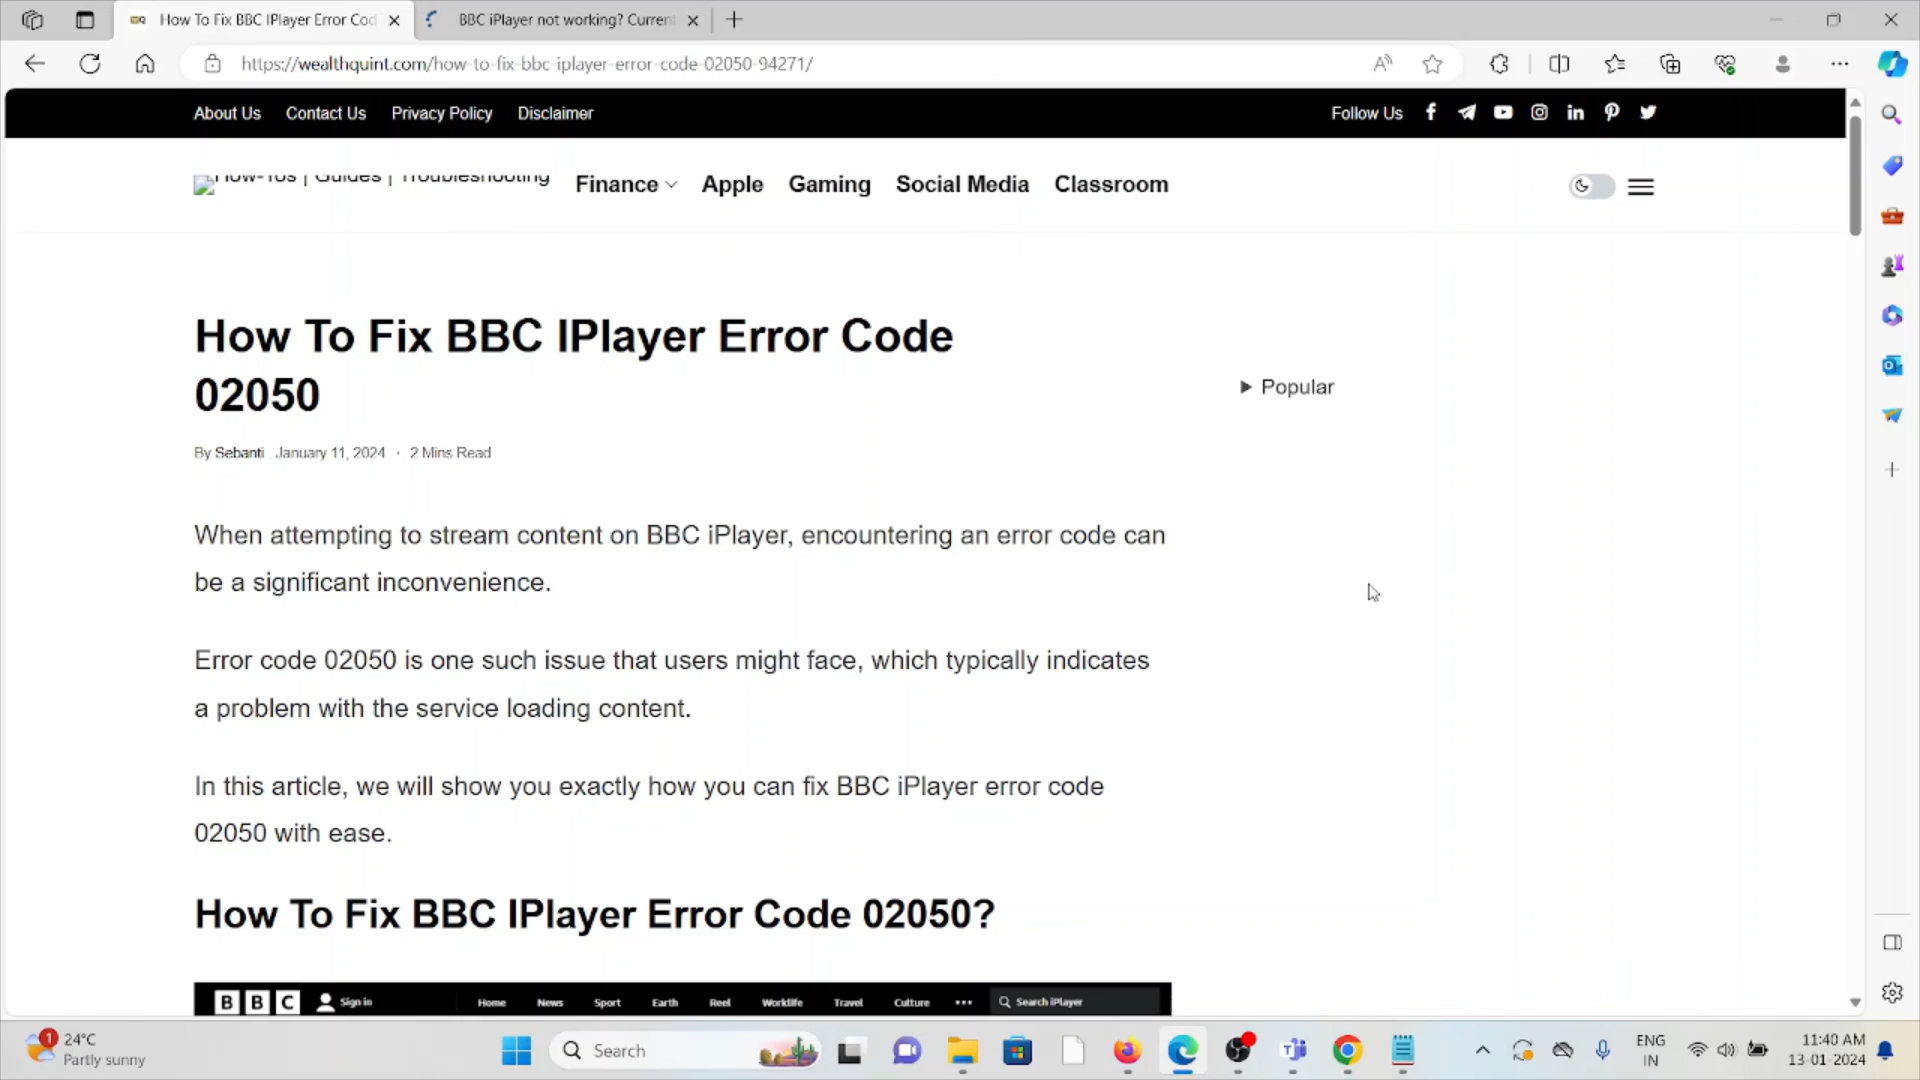 How To Fix BBC IPlayer Error Cod
BBC iPlayer not working? Curren
https://wealthquint.com/how-to-fix-bbc-iplayer-error-code-02050-94271/
About Us Contact Us Privacy Policy Disclaimer Follow Us
How-Tos | Guides | Troubleshooting Finance Apple Gaming Social Media Classroom
How To Fix BBC IPlayer Error Code
02050
Popular
By Sebanti January 11, 2024 · 2 Mins Read
When attempting to stream content on BBC iPlayer, encountering an error code can
be a significant inconvenience.
Error code 02050 is one such issue that users might face, which typically indicates
a problem with the service loading content.
In this article, we will show you exactly how you can fix BBC iPlayer error code
02050 with ease.
How To Fix BBC IPlayer Error Code 02050?
BBC Sign in Home News Sport Earth Reel Worklife Travel Culture ••• Search iPlayer
1 24°C
Partly sunny
Search
ENG
IN
11:40 AM
13-01-2024